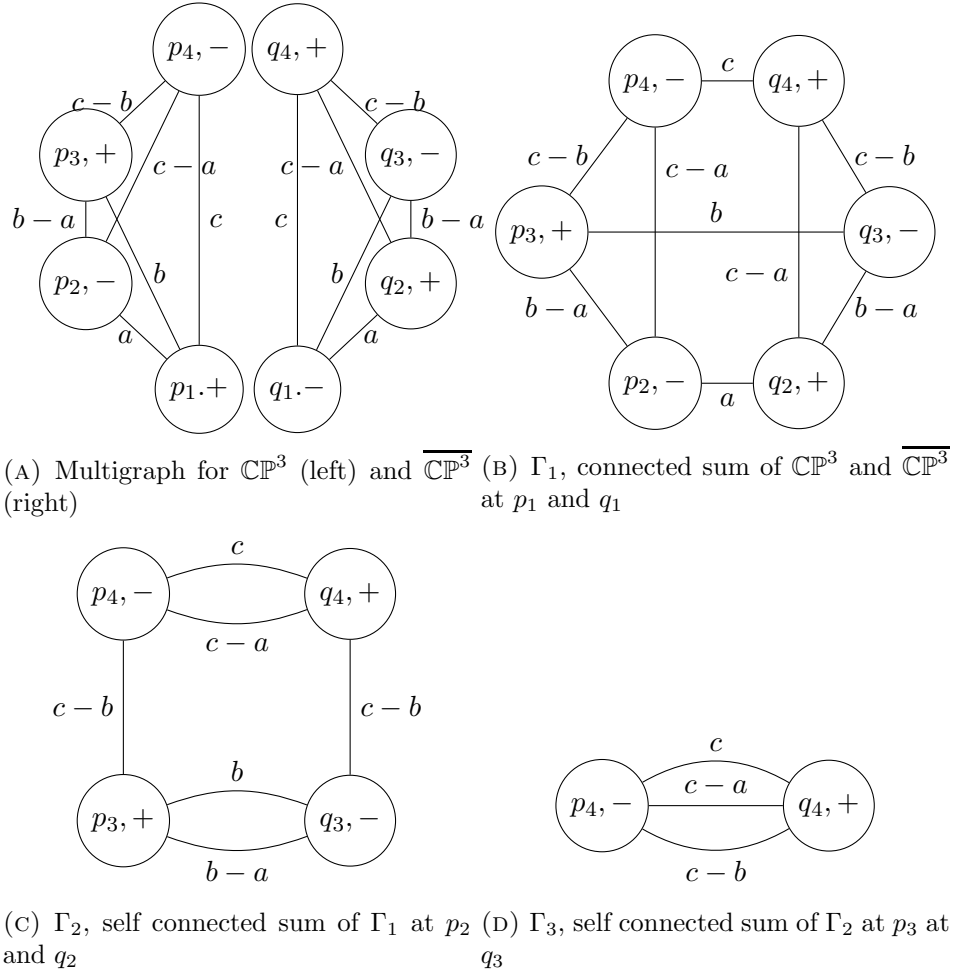 p₄, −
q₄, +
c − b
c − b
p₃, +
q₃, −
c − a
c − a
b − a
c
c
b − a
b
b
p₂, −
q₂, +
a
a
p₁.+
q₁.−
(A) Multigraph for ℂℙ³ (left) and \overline{ℂℙ³}
(right)
p₄, −
c
q₄, +
c − b
c − b
c − a
p₃, +
b
q₃, −
c − a
b − a
b − a
p₂, −
q₂, +
a
(B) Γ₁, connected sum of ℂℙ³ and \overline{ℂℙ³}
at p₁ and q₁
c
p₄, −
q₄, +
c − a
c − b
c − b
b
p₃, +
q₃, −
b − a
(C) Γ₂, self connected sum of Γ₁ at p₂
and q₂
c
c − a
p₄, −
q₄, +
c − b
(D) Γ₃, self connected sum of Γ₂ at p₃ at
q₃